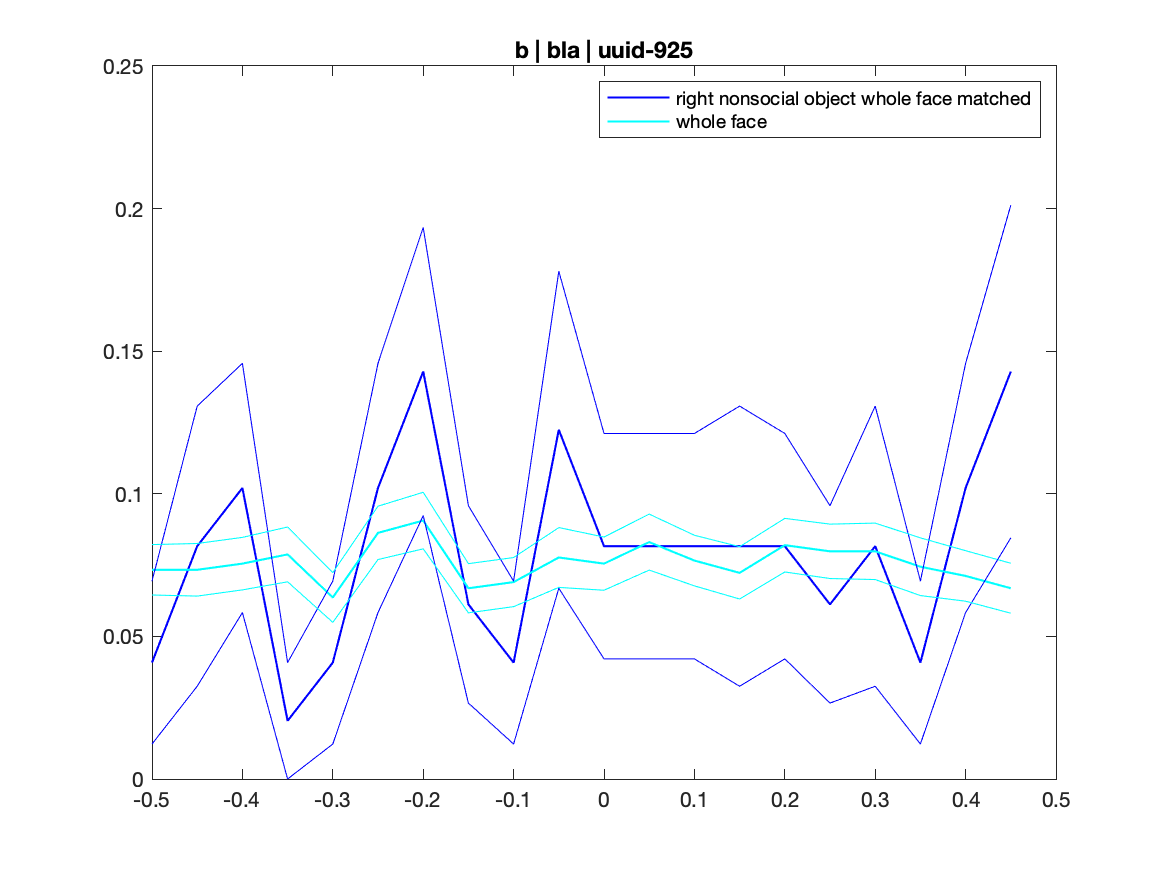 b | bla | uuid-925
right nonsocial object whole face matched
whole face
0.25
0.2
0.15
0.1
0.05
0
-0.5 -0.4 -0.3 -0.2 -0.1 0 0.1 0.2 0.3 0.4 0.5